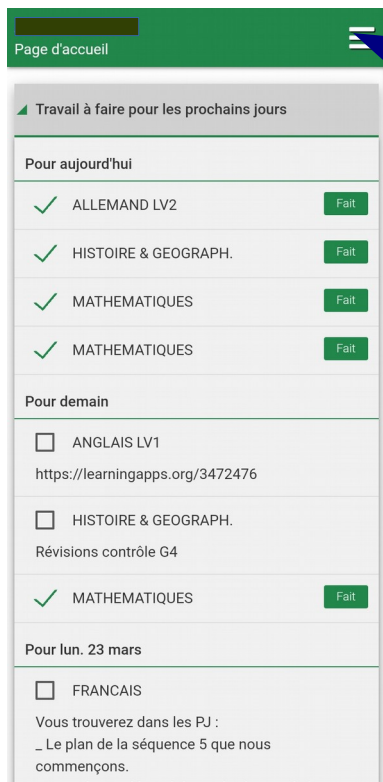 Page d'accueil
Travail à faire pour les prochains jours
Pour aujourd'hui
ALLEMAND LV2
Fait
HISTOIRE & GEOGRAPH.
Fait
MATHEMATIQUES
Fait
MATHEMATIQUES
Fait
Pour demain
ANGLAIS LV1
https://learningapps.org/3472476
HISTOIRE & GEOGRAPH.
Révisions contrôle G4
MATHEMATIQUES
Fait
Pour lun. 23 mars
FRANCAIS
Vous trouverez dans les PJ :
_ Le plan de la séquence 5 que nous
commençons.